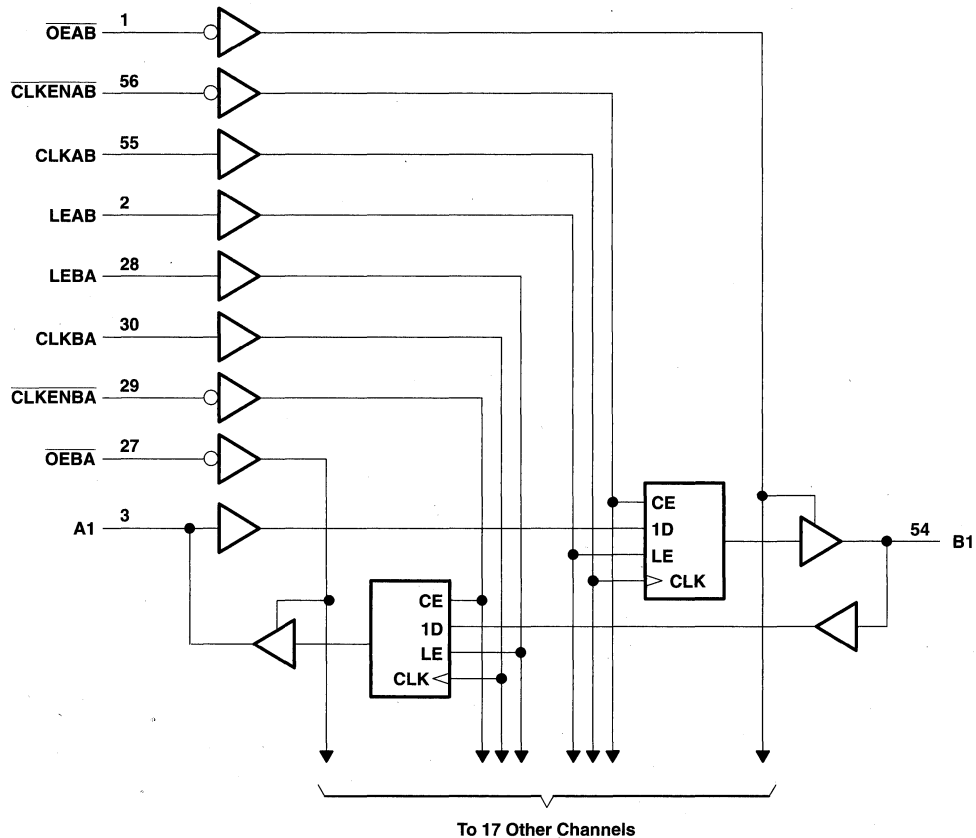 OEAB 1
CLKENAB 56
CLKAB 55
LEAB 2
LEBA 28
CLKBA 30
CLKENBA 29
OEBA 27
A1 3
CE
1D
LE
CLK
54 B1
CE
1D
LE
CLK
To 17 Other Channels